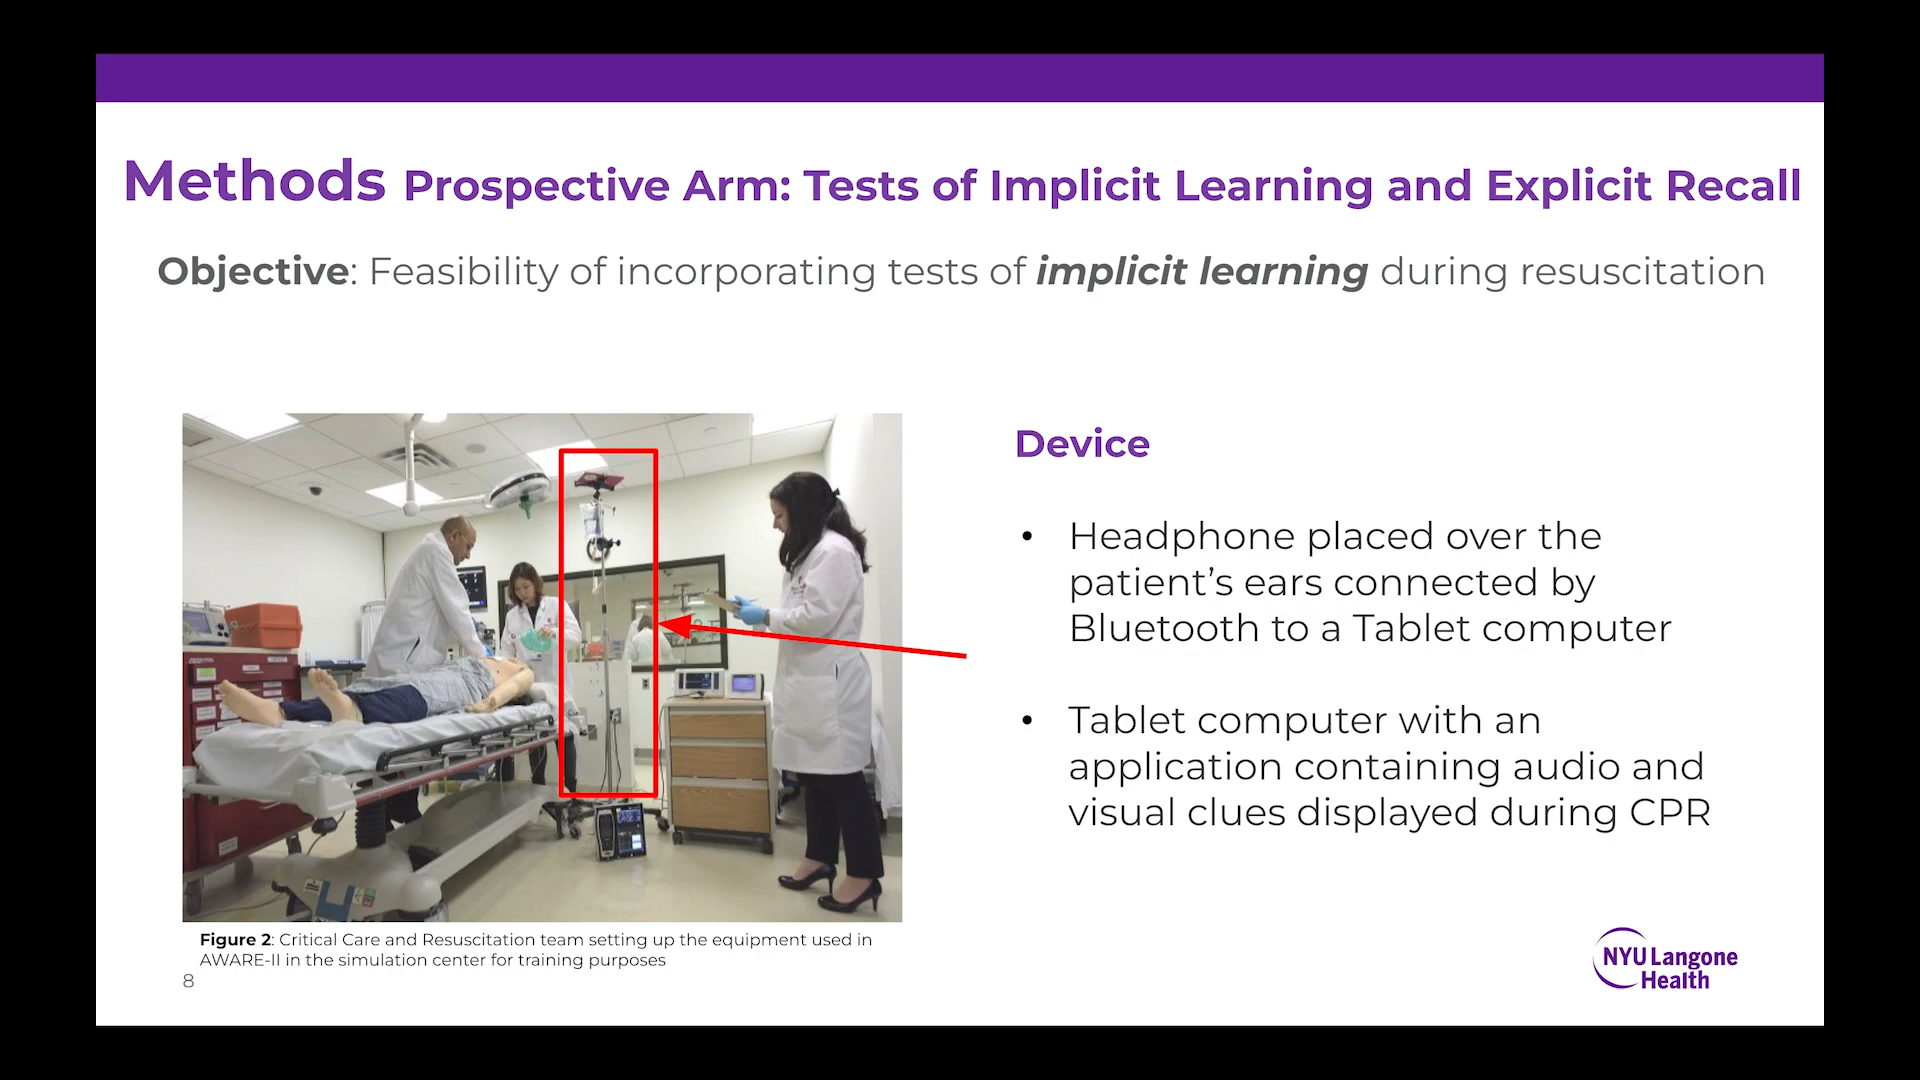 Methods Prospective Arm: Tests of Implicit Learning and Explicit Recall
Objective: Feasibility of incorporating tests of implicit learning during resuscitation
Device
• Headphone placed over the
patient’s ears connected by
Bluetooth to a Tablet computer
• Tablet computer with an
application containing audio and
visual clues displayed during CPR
Figure 2: Critical Care and Resuscitation team setting up the equipment used in
AWARE-II in the simulation center for training purposes
8
NYU Langone
Health